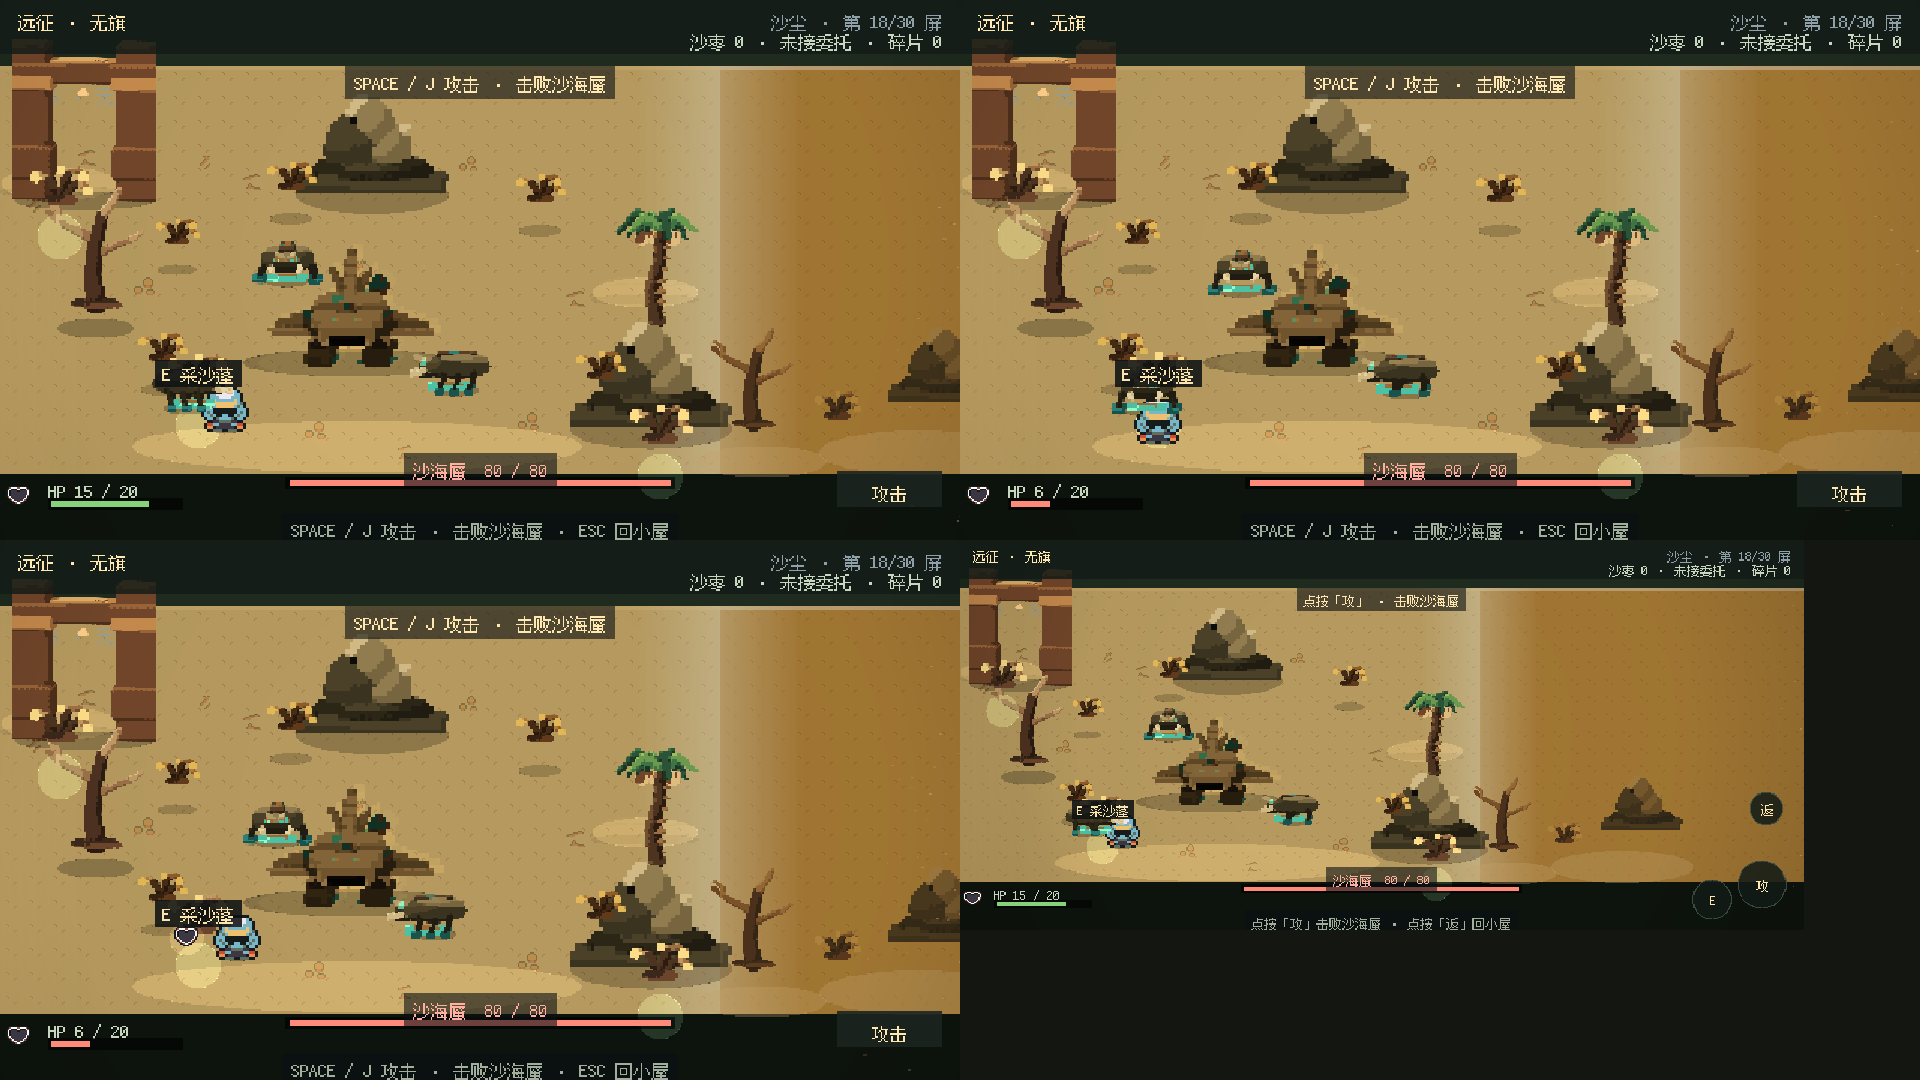 远征 · 无旗
沙尘 · 第 18/30 屏
沙枣 0 · 未接委托 · 碎片 0
SPACE / J 攻击 · 击败沙海蜃
E 采沙蓬
沙海蜃 80 / 80
HP 15 / 20
攻击
SPACE / J 攻击 · 击败沙海蜃 · ESC 回小屋
远征 · 无旗
沙尘 · 第 18/30 屏
沙枣 0 · 未接委托 · 碎片 0
SPACE / J 攻击 · 击败沙海蜃
E 采沙蓬
沙海蜃 80 / 80
HP 6 / 20
攻击
SPACE / J 攻击 · 击败沙海蜃 · ESC 回小屋
远征 · 无旗
沙尘 · 第 18/30 屏
沙枣 0 · 未接委托 · 碎片 0
SPACE / J 攻击 · 击败沙海蜃
E 采沙蓬
沙海蜃 80 / 80
HP 6 / 20
攻击
SPACE / J 攻击 · 击败沙海蜃 · ESC 回小屋
远征 · 无旗
沙尘 · 第 18/30 屏
沙枣 0 · 未接委托 · 碎片 0
点按「攻」 · 击败沙海蜃
E 采沙蓬
返
沙海蜃 80 / 80
攻
HP 15 / 20
E
点按「攻」击败沙海蜃 · 点按「返」回小屋